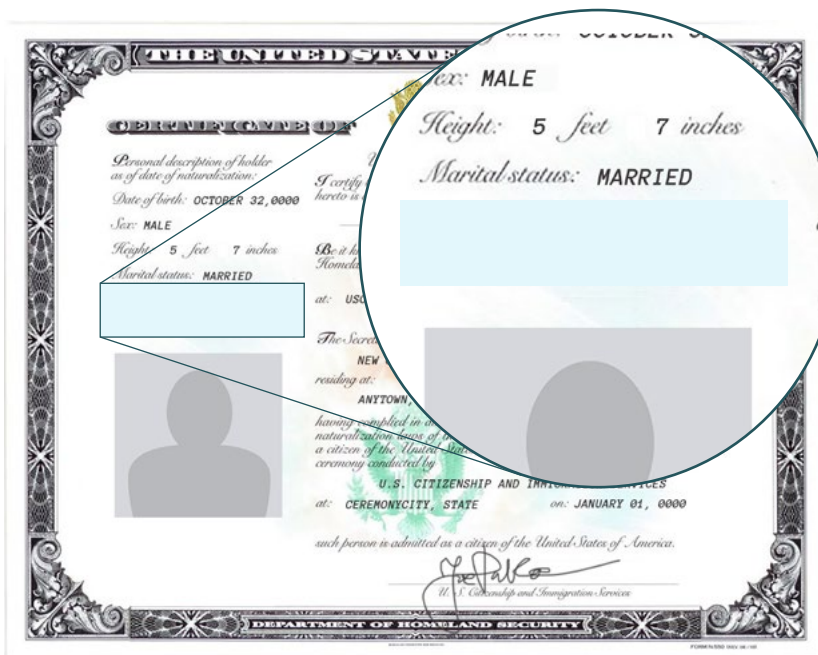 THE UNITED STATE
CERTIFICATE OF
Personal description of holder
as of date of naturalization:
Date of birth: OCTOBER 32,0000
Sex: MALE
Height: 5 feet 7 inches
Marital status: MARRIED
I certify
hereto is
Be it
Homela
at:
The Secret
NEW
residing at:
ANYTOWN,
having complied in
naturalization laws of
a citizen of the United State
ceremony conducted by
U.S. CITIZENSHIP AND IMMIGRATION SERVICES
at: CEREMONYCITY, STATE on: JANUARY 01, 0000
such person is admitted as a citizen of the United States of America.
U. S. Citizenship and Immigration Services
DEPARTMENT OF HOMELAND SECURITY
OCTOBER
Sex: MALE
Height: 5 feet 7 inches
Marital status: MARRIED